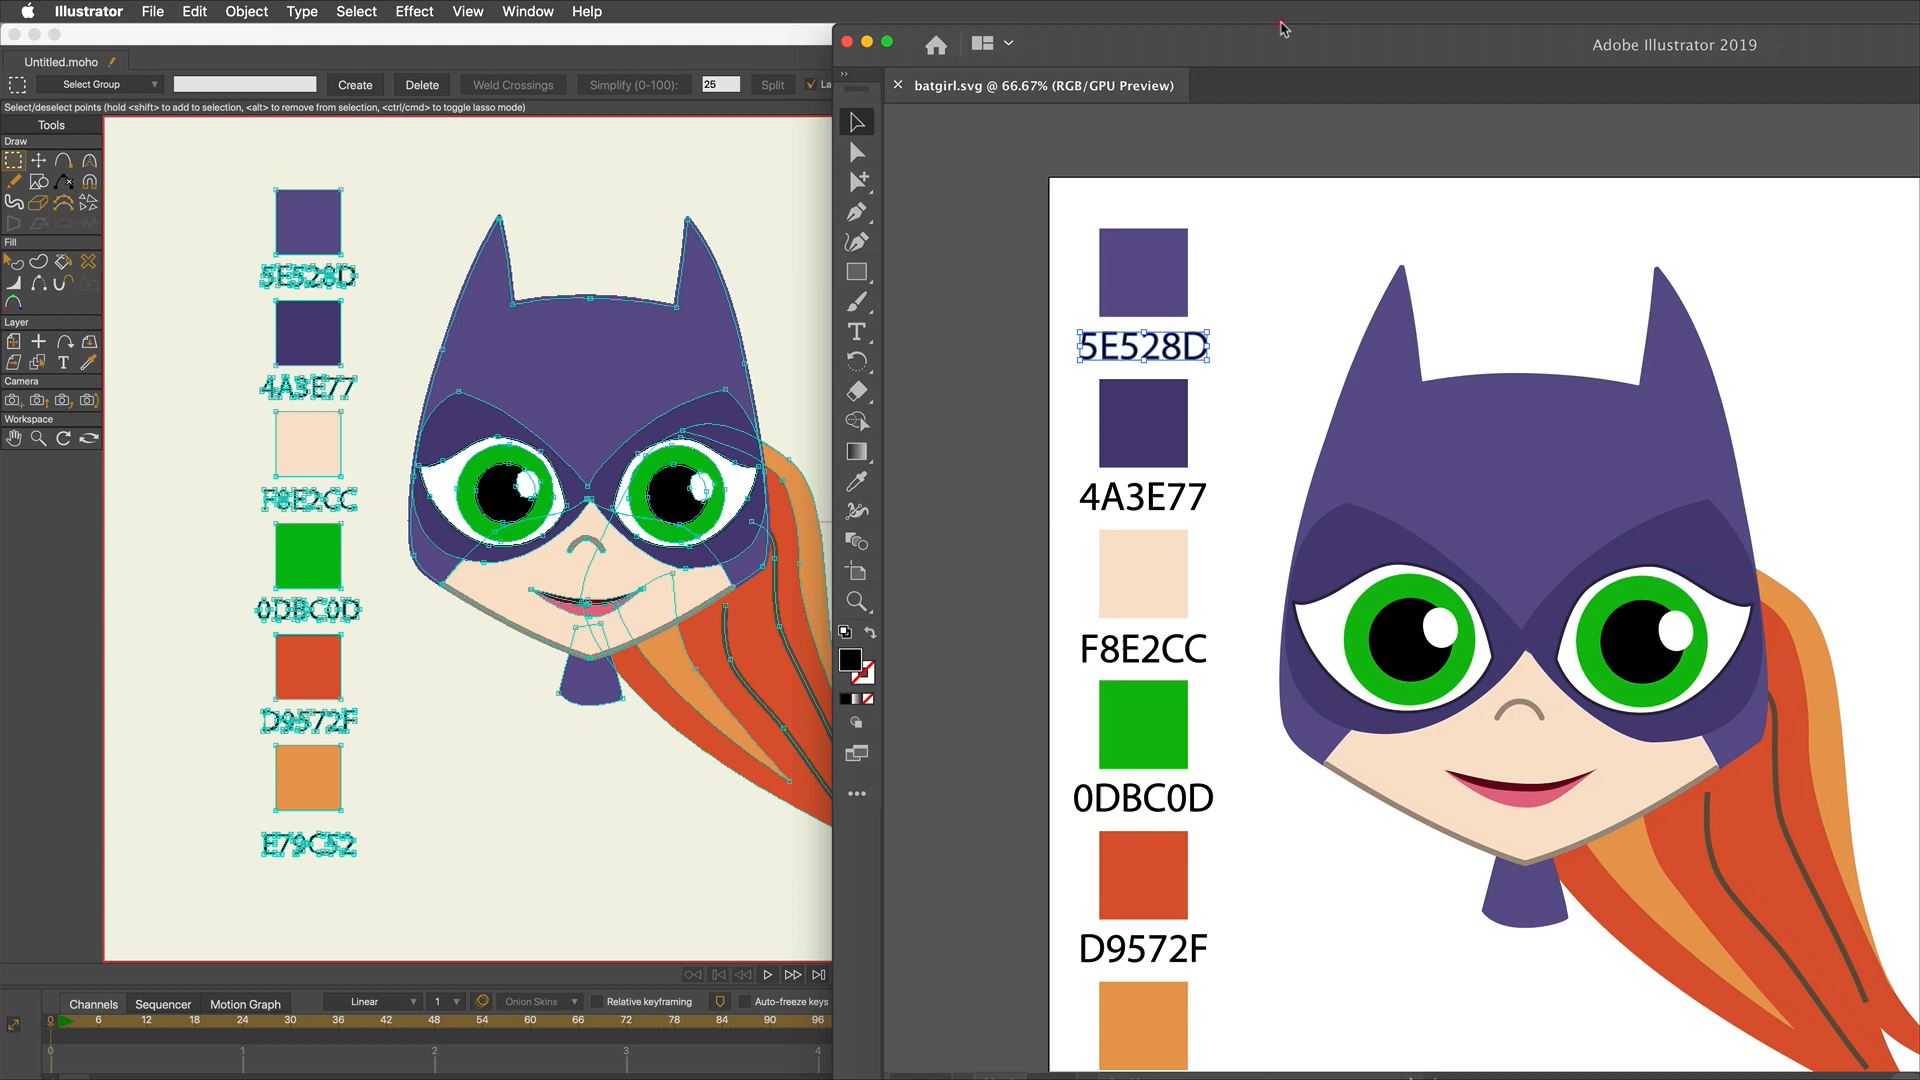 Illustrator File Edit Object Type Select Effect View Window Help
Adobe Illustrator 2019
Untitled.moho
Select Group Create Delete Weld Crossings Simplify (0-100): 25 Split La
batgirl.svg @ 66.67% (RGB/GPU Preview)
Select/deselect points (hold <shift> to add to selection, <alt> to remove from selection, <ctrl/cmd> to toggle lasso mode)
Tools
Draw
Fill
Layer
Camera
Workspace
5E528D
4A3E77
F8E2CC
0DBC0D
D9572F
E79C52
5E528D
4A3E77
F8E2CC
0DBC0D
D9572F
Channels Sequencer Motion Graph Linear 1 Onion Skins Relative keyframing Auto-freeze keys
0 6 12 18 24 30 36 42 48 54 60 66 72 78 84 90 96
0 1 2 3 4